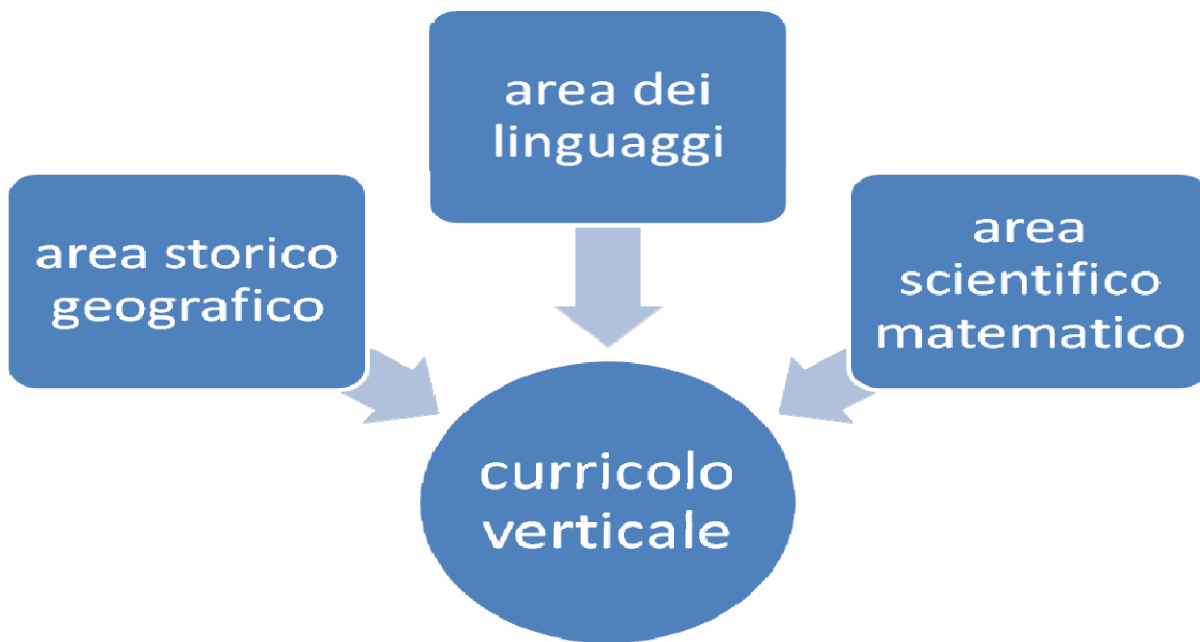 area dei
linguaggi
area storico
geografico
area
scientifico
matematico
curricolo
verticale